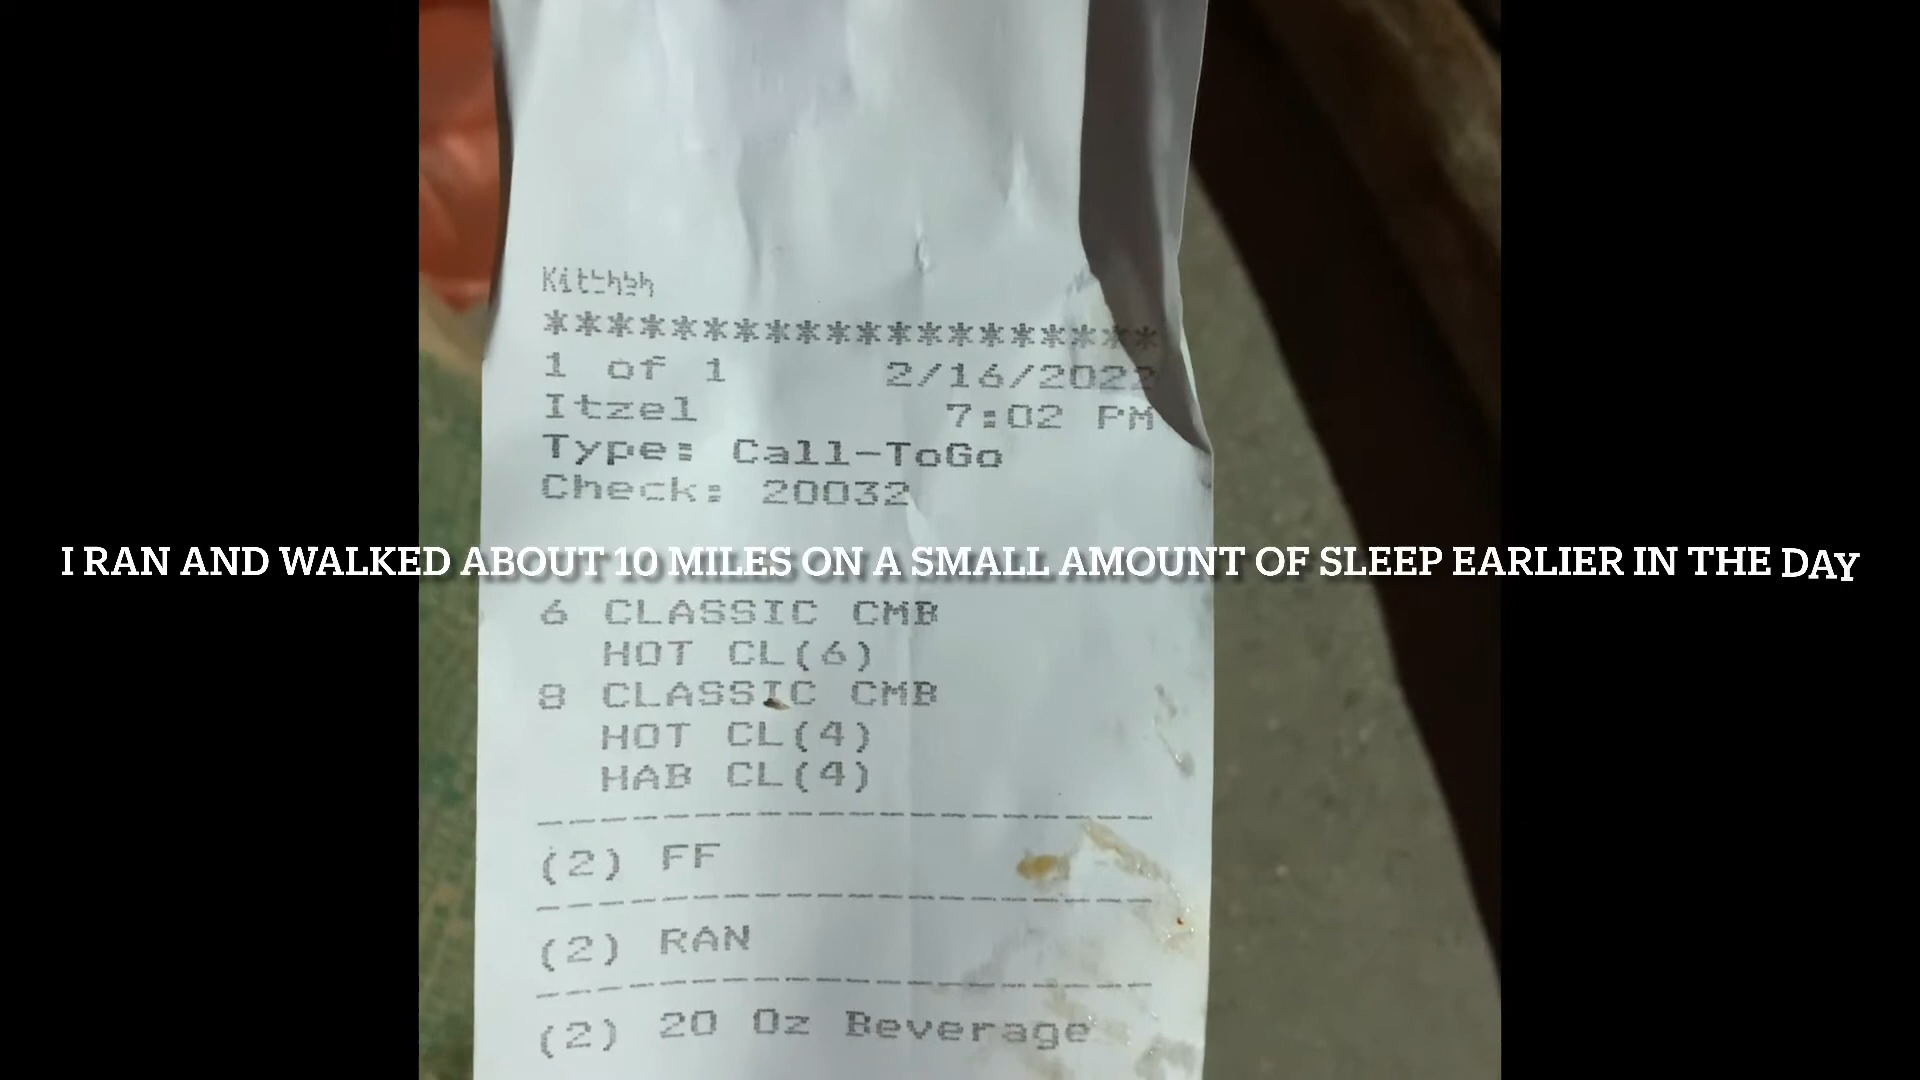 ********************
1 of 1 2/16/2022
Itzel 7:02 PM
Type: Call-ToGo
Check: 20032
I RAN AND WALKED ABOUT 10 MILES ON A SMALL AMOUNT OF SLEEP EARLIER IN THE DAY
6 CLASSIC CMB
HOT CL(6)
8 CLASSIC CMB
HOT CL(4)
HAB CL(4)
(2) FF
(2) RAN
(2) 20 Oz Beverage